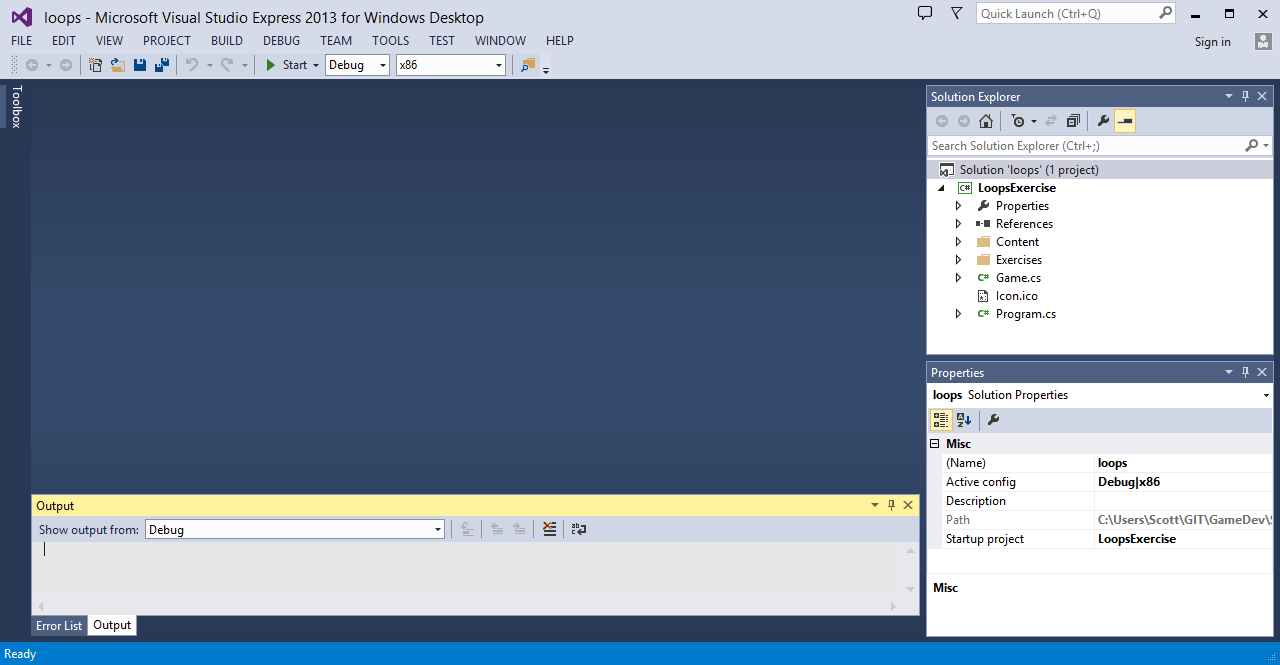 loops - Microsoft Visual Studio Express 2013 for Windows Desktop
Quick Launch (Ctrl+Q)
FILE EDIT VIEW PROJECT BUILD DEBUG TEAM TOOLS TEST WINDOW HELP
Sign in
Start Debug x86
Toolbox
Solution Explorer
Search Solution Explorer (Ctrl+;)
Solution 'loops' (1 project)
C# LoopsExercise
Properties
References
Content
Exercises
C# Game.cs
Icon.ico
C# Program.cs
Properties
loops Solution Properties
Misc
(Name) loops
Active config Debug|x86
Description
Path C:\Users\Scott\GIT\GameDev\
Startup project LoopsExercise
Misc
Output
Show output from: Debug
Error List Output
Ready